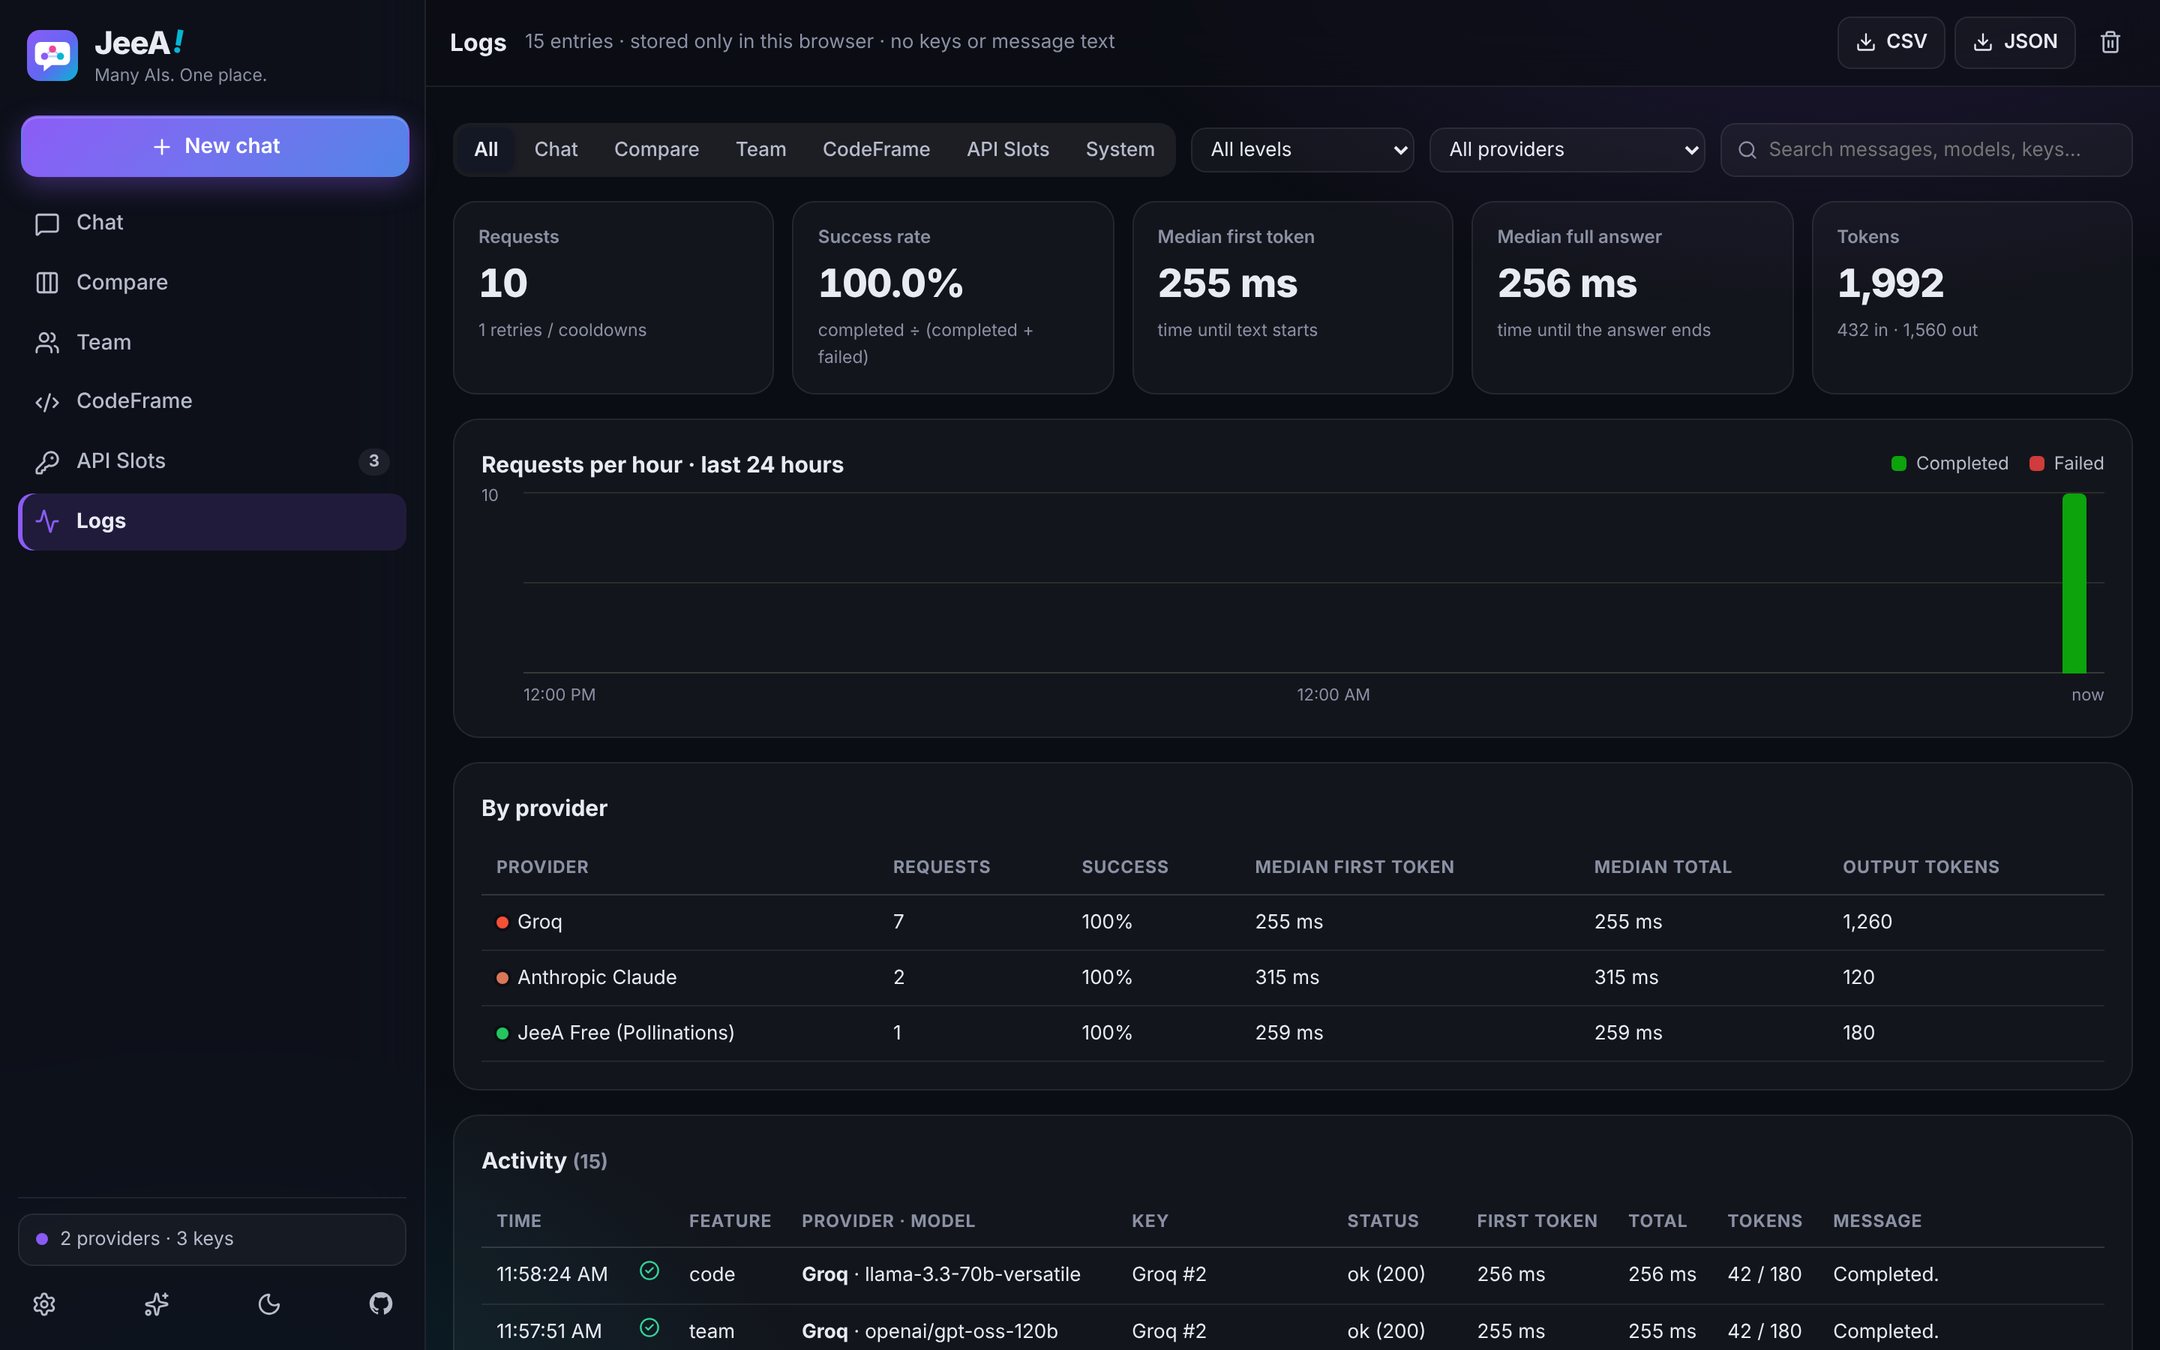 JeeA!
Many AIs. One place.
New chat
Chat
Compare
Team
CodeFrame
API Slots 3
Logs
2 providers · 3 keys
Logs 15 entries · stored only in this browser · no keys or message text
CSV JSON
All Chat Compare Team CodeFrame API Slots System All levels All providers Search messages, models, keys...
Requests
10
1 retries / cooldowns
Success rate
100.0%
completed ÷ (completed +
failed)
Median first token
255 ms
time until text starts
Median full answer
256 ms
time until the answer ends
Tokens
1,992
432 in · 1,560 out
Requests per hour · last 24 hours Completed Failed
10
12:00 PM 12:00 AM now
By provider
PROVIDER REQUESTS SUCCESS MEDIAN FIRST TOKEN MEDIAN TOTAL OUTPUT TOKENS
Groq 7 100% 255 ms 255 ms 1,260
Anthropic Claude 2 100% 315 ms 315 ms 120
JeeA Free (Pollinations) 1 100% 259 ms 259 ms 180
Activity (15)
TIME FEATURE PROVIDER · MODEL KEY STATUS FIRST TOKEN TOTAL TOKENS MESSAGE
11:58:24 AM code Groq · llama-3.3-70b-versatile Groq #2 ok (200) 256 ms 256 ms 42 / 180 Completed.
11:57:51 AM team Groq · openai/gpt-oss-120b Groq #2 ok (200) 255 ms 255 ms 42 / 180 Completed.